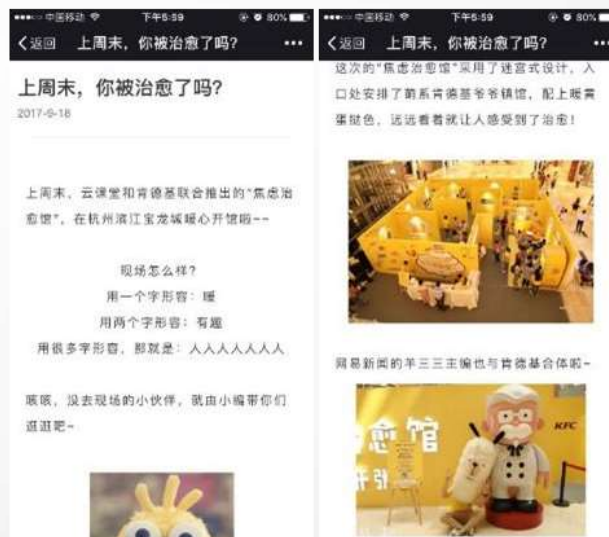 中国移动
下午5:59
80%
返回
上周末，你被治愈了吗?
上周末，你被治愈了吗?
2017-9-18
上周末，云课堂和肯德基联合推出的“焦虑治
愈馆”，在杭州滨江宝龙城暖心开馆啦~~
现场怎么样?
用一个字形容：暖
用两个字形容：有趣
用很多字形容，那就是：人人人人人人人
咳咳，没去现场的小伙伴，就由小编带你们
逛逛吧~
中国移动
下午5:59
80%
返回
上周末，你被治愈了吗?
这次的“焦虑治愈馆”采用了迷宫式设计，入
口处安排了萌系肯德基爷爷镇馆，配上暖黄
蛋挞色，远远看着就让人感受到了治愈!
网易新闻的羊三三主编也与肯德基合体啦~
愈馆
KFC